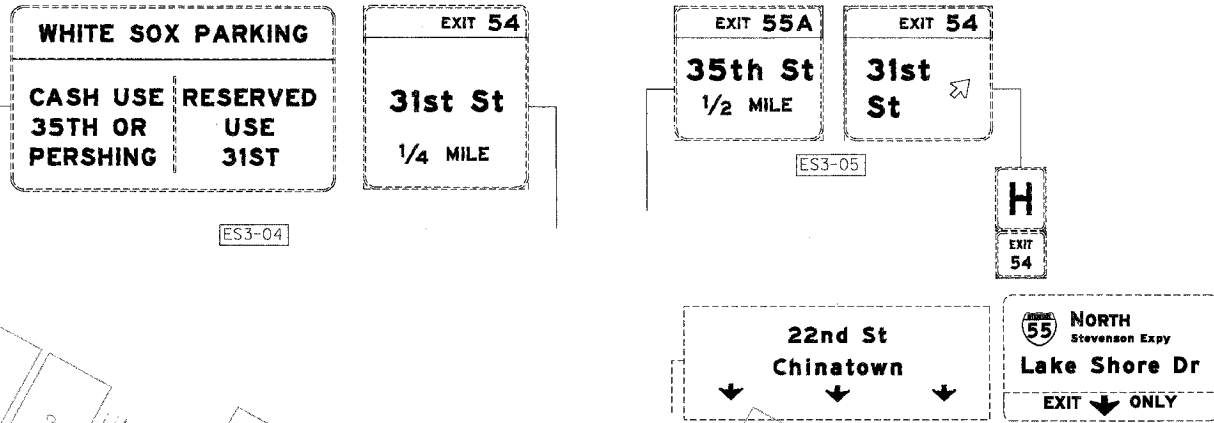 WHITE SOX PARKING
CASH USE
35TH OR
PERSHING
RESERVED
USE
31ST
EXIT 54
31st St
1/4 MILE
ES3-04
EXIT 55A
35th St
1/2 MILE
EXIT 54
31st
St
ES3-05
H
EXIT
54
22nd St
Chinatown
55
NORTH
Stevenson Expy
Lake Shore Dr
EXIT ONLY